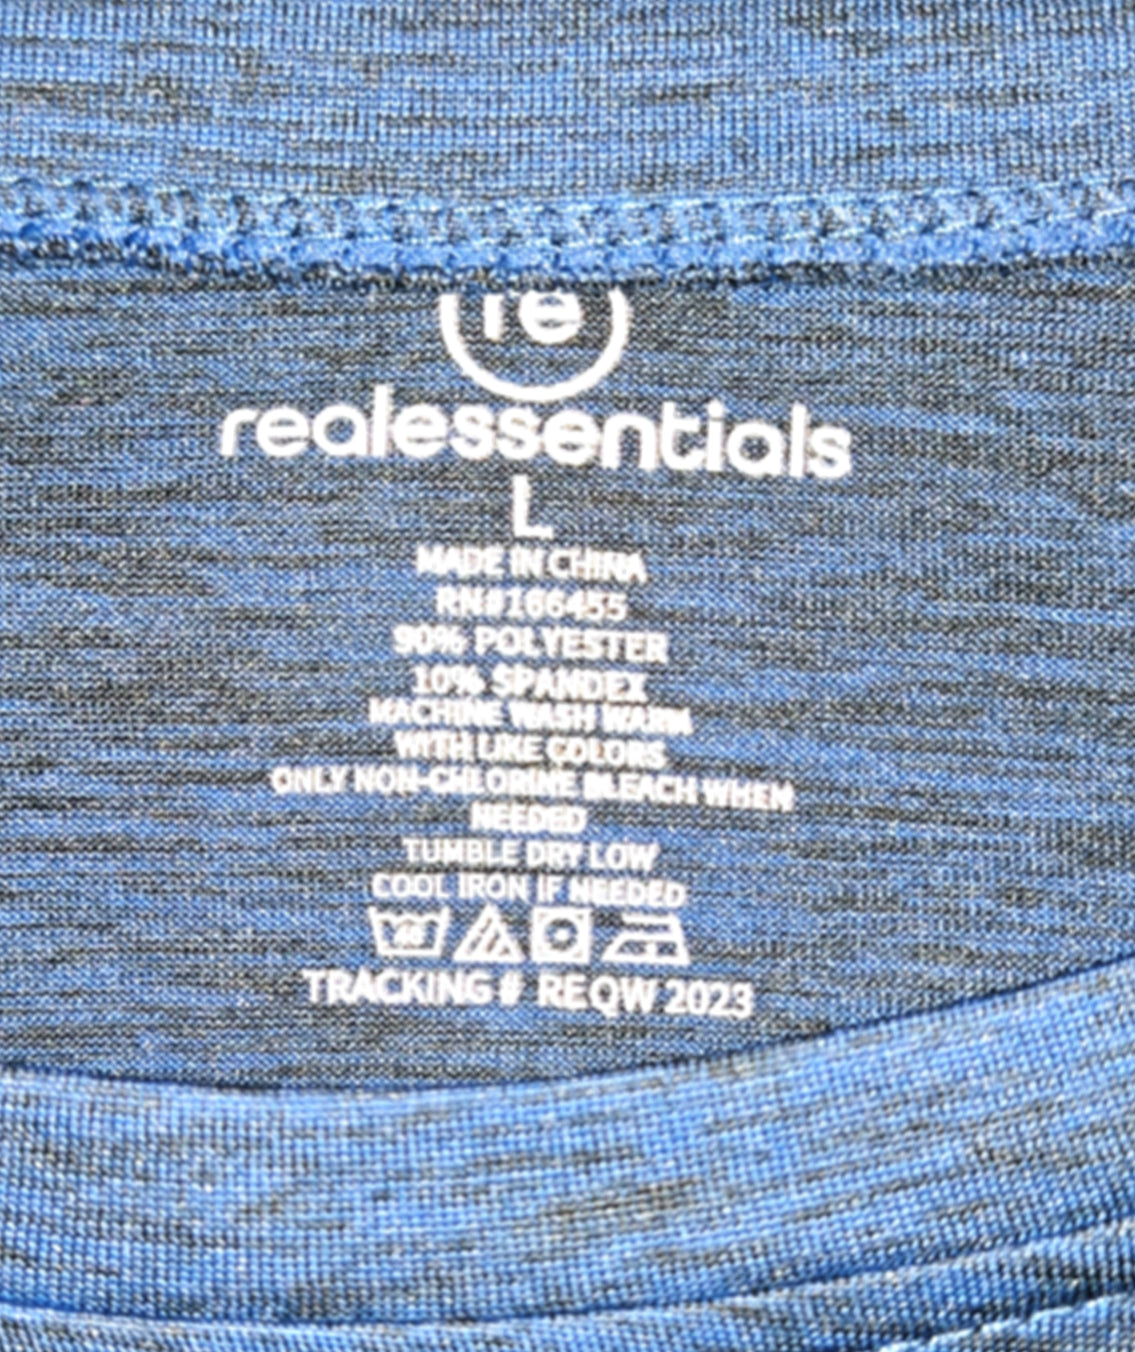 re
realessentials
L
MADE IN CHINA
RN#166455
90% POLYESTER
10% SPANDEX
MACHINE WASH WARM
WITH LIKE COLORS
ONLY NON-CHLORINE BLEACH WHEN
NEEDED
TUMBLE DRY LOW
COOL IRON IF NEEDED
TRACKING # REQW 2023